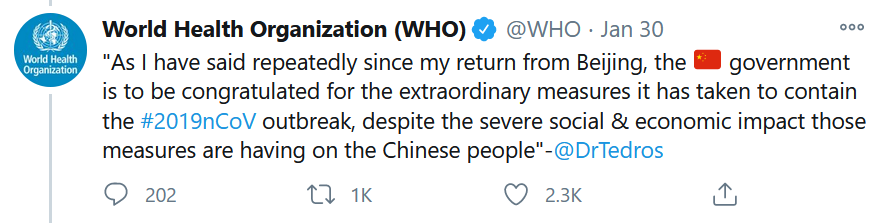 World Health Organization (WHO) @WHO · Jan 30
World Health
Organization
"As I have said repeatedly since my return from Beijing, the 🇨🇳 government
is to be congratulated for the extraordinary measures it has taken to contain
the #2019nCoV outbreak, despite the severe social & economic impact those
measures are having on the Chinese people"-@DrTedros
202 1K 2.3K